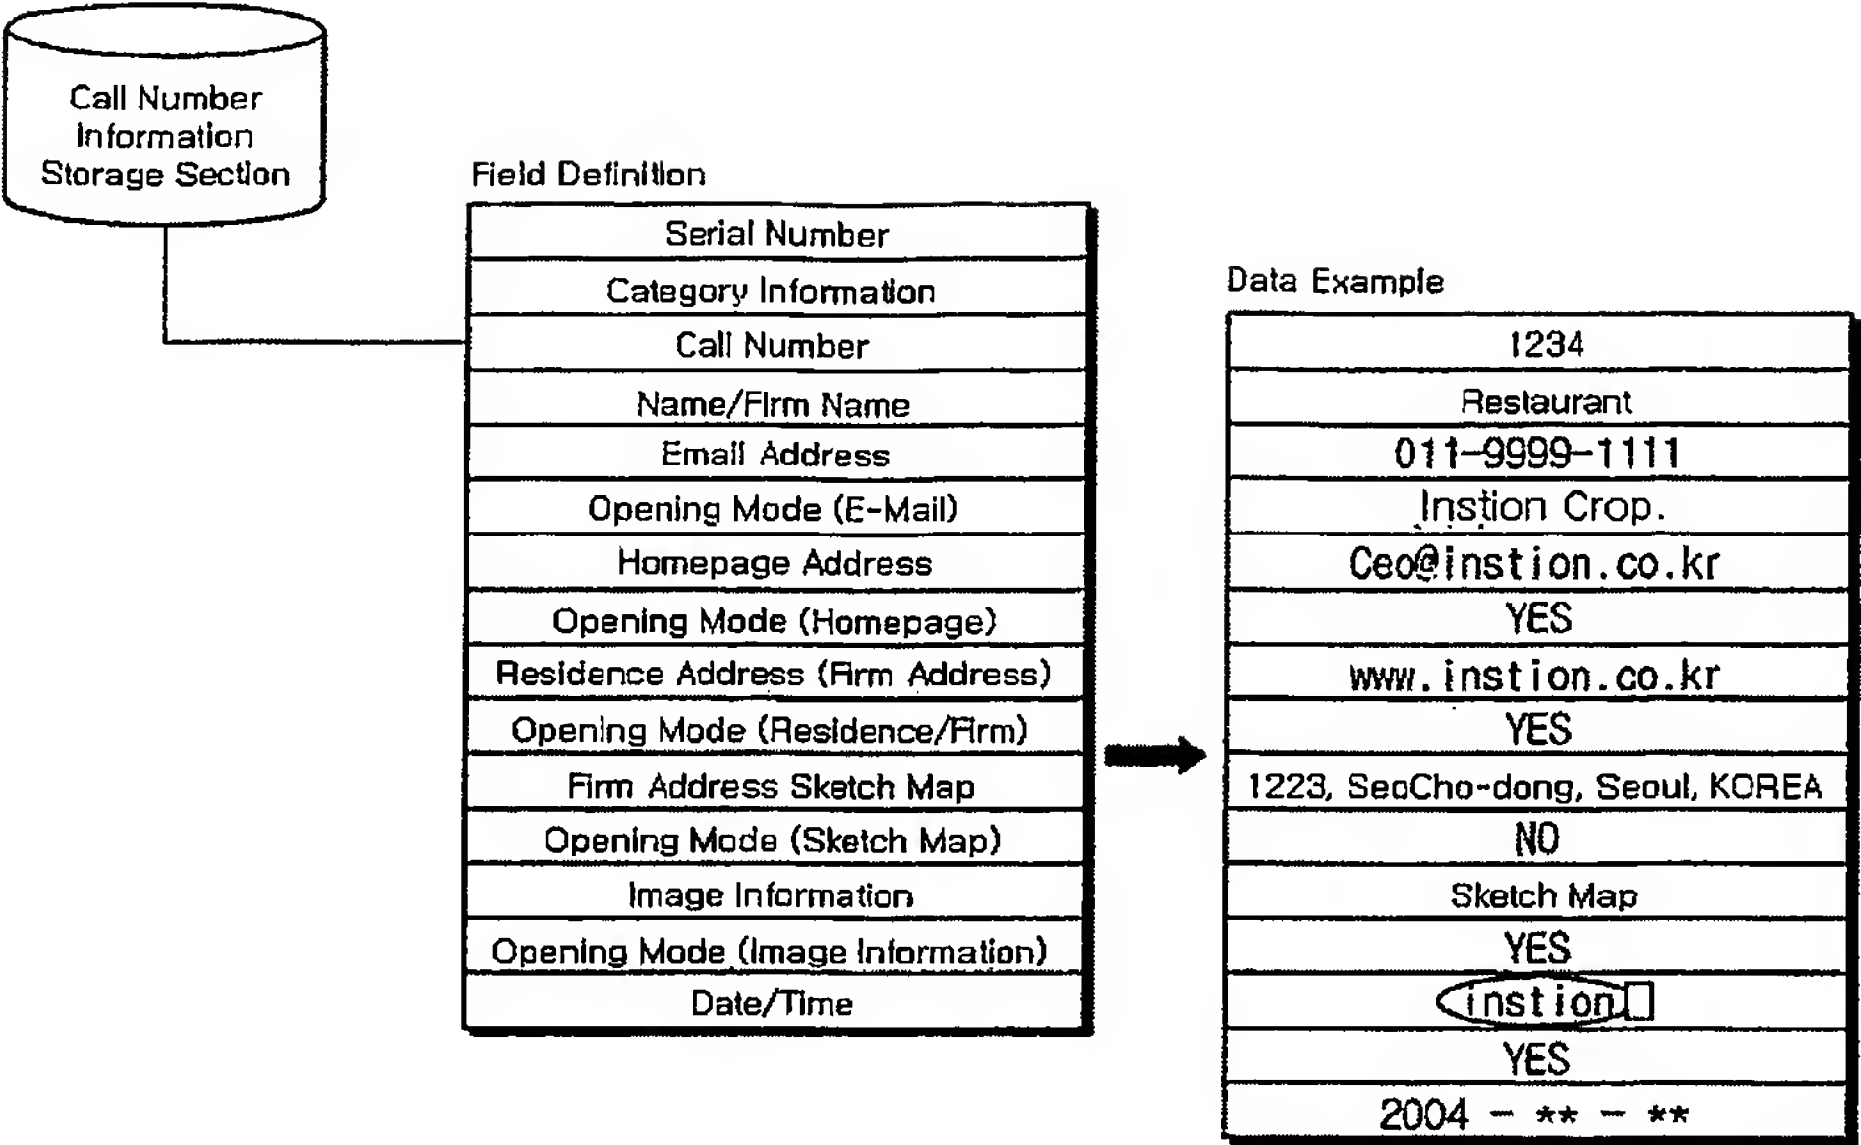 Call Number
Information
Storage Section
Field Definition
Serial Number
Category Information
Call Number
Name/Firm Name
Email Address
Opening Mode (E-Mail)
Homepage Address
Opening Mode (Homepage)
Residence Address (Firm Address)
Opening Mode (Residence/Firm)
Firm Address Sketch Map
Opening Mode (Sketch Map)
Image Information
Opening Mode (Image Information)
Date/Time
Data Example
1234
Restaurant
011-9999-1111
Instion Crop.
Ceo@instion.co.kr
YES
www.instion.co.kr
YES
1223, SeoCho-dong, Seoul, KOREA
NO
Sketch Map
YES
instion
YES
2004 - ** - **